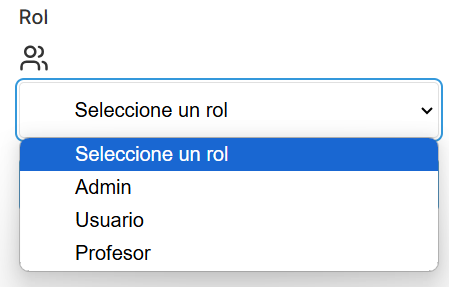 Rol
Seleccione un rol
Seleccione un rol
Admin
Usuario
Profesor